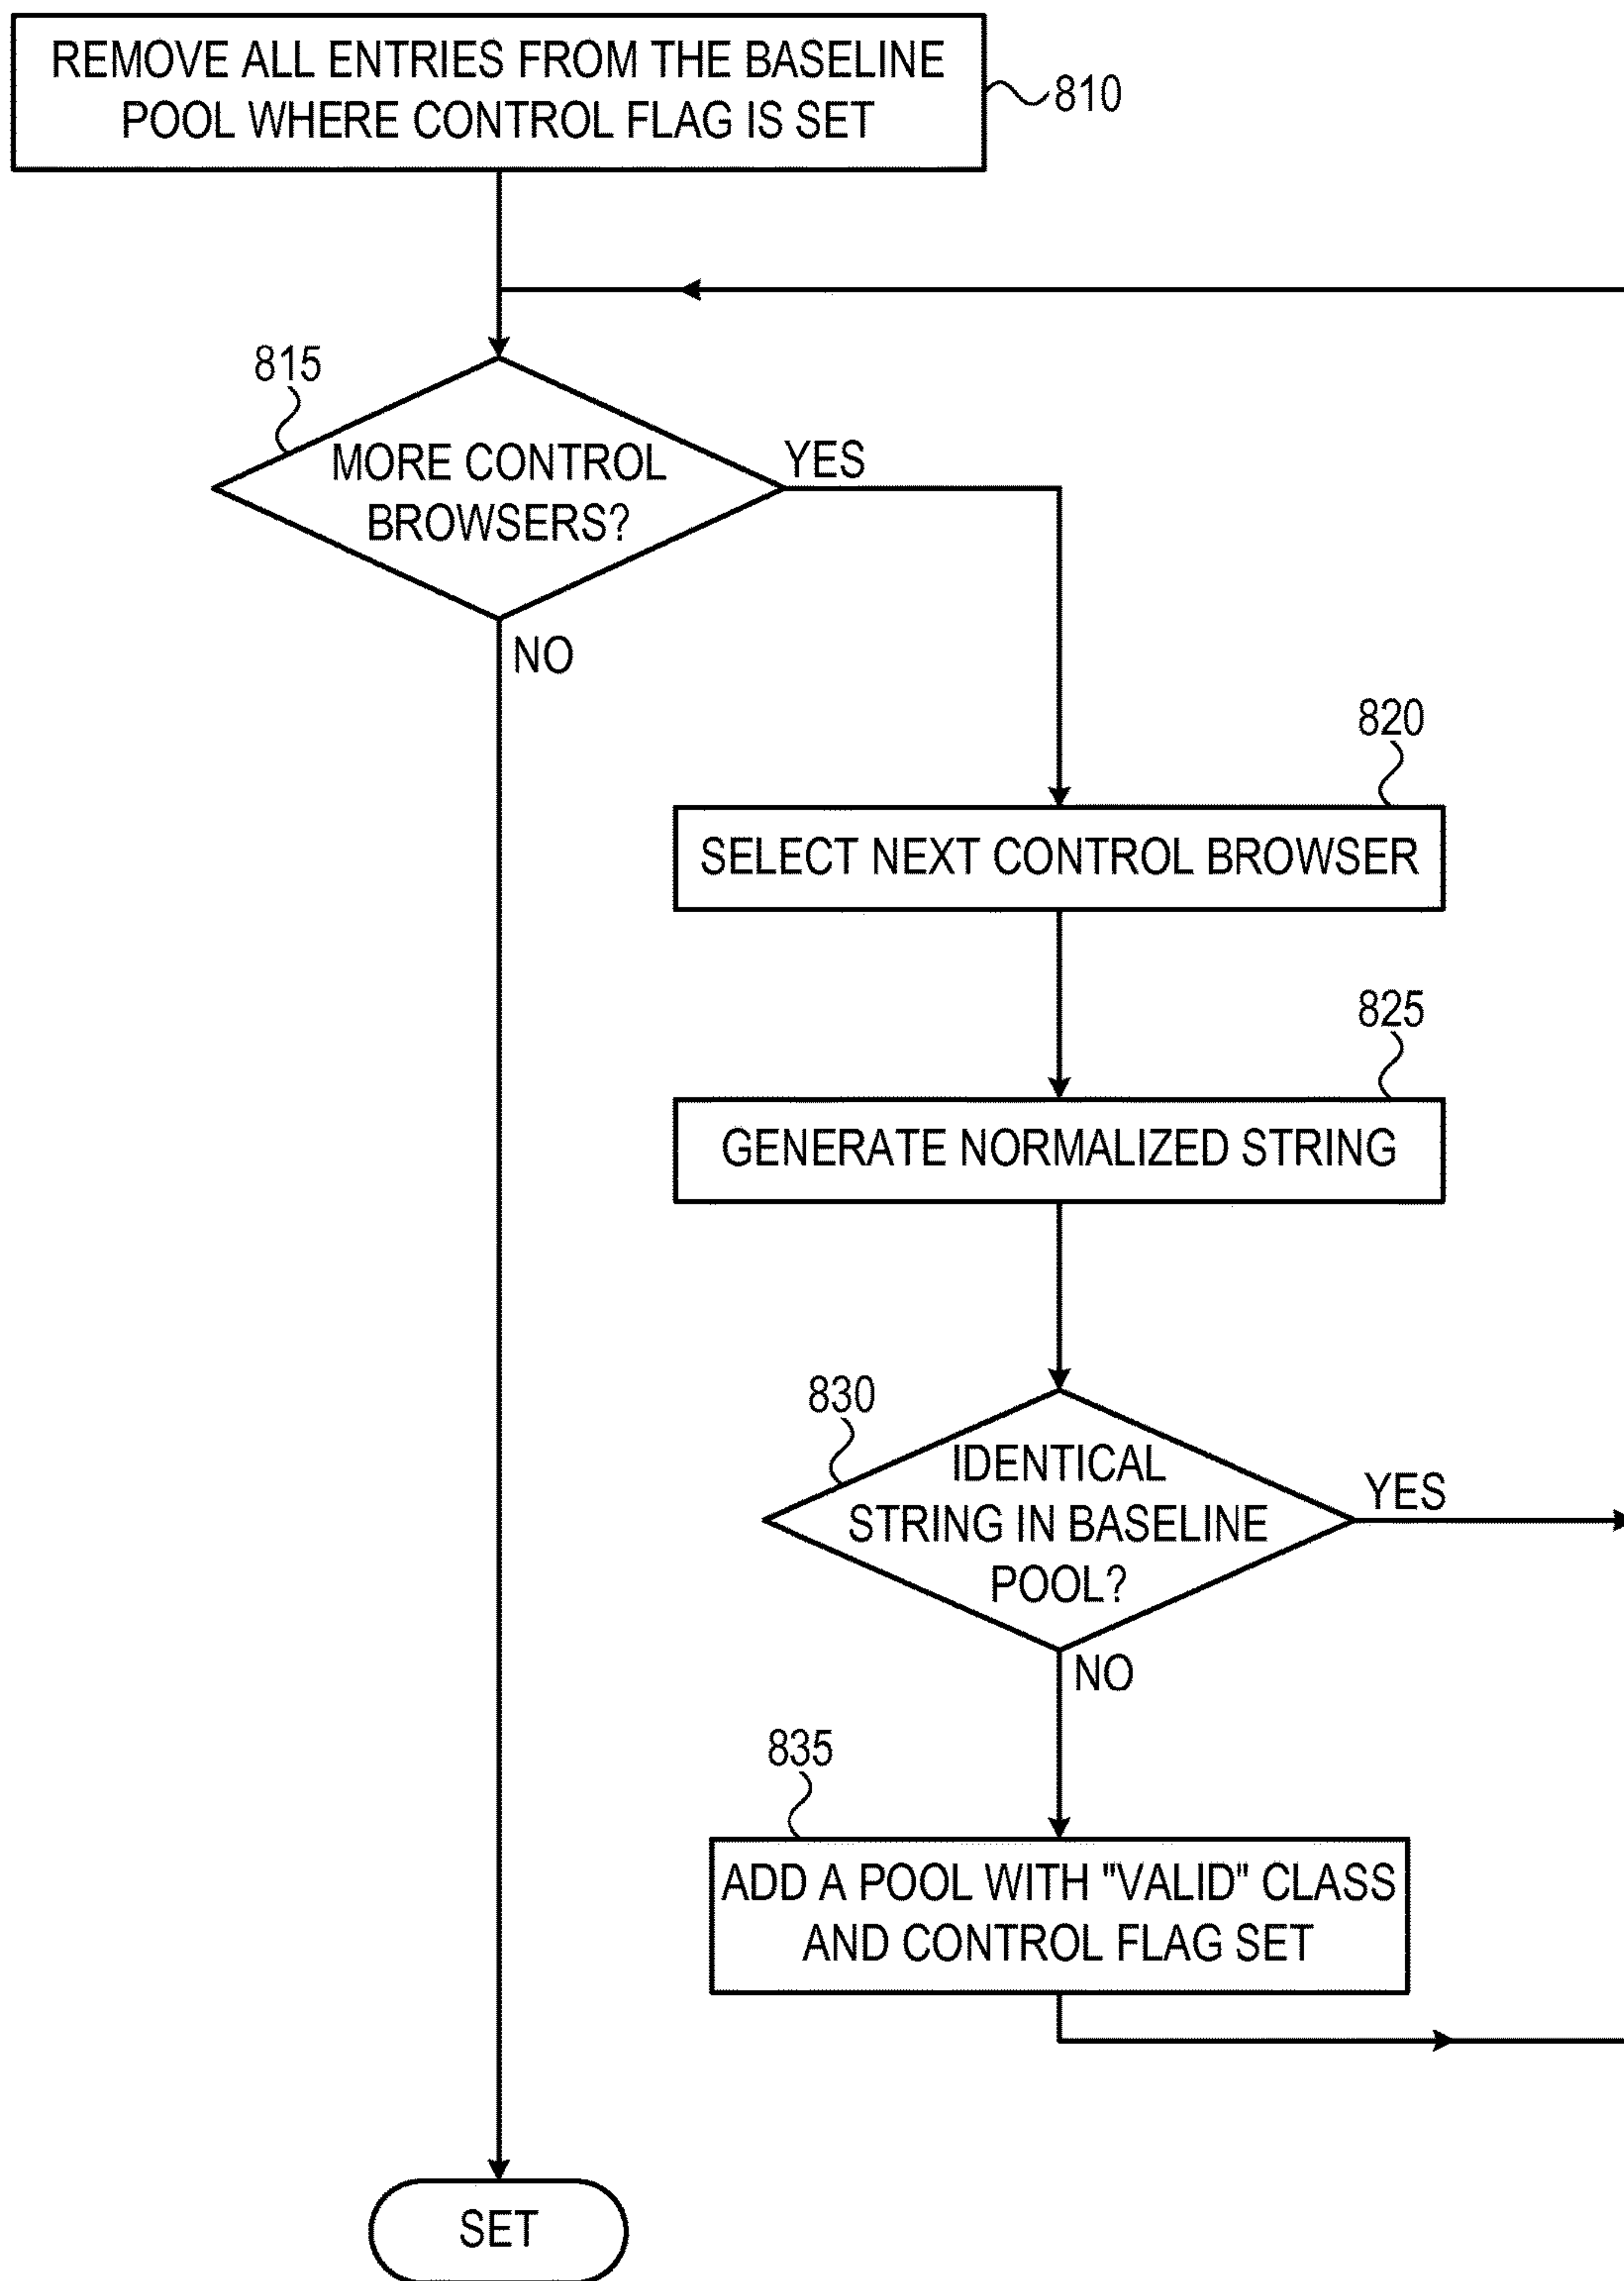 REMOVE ALL ENTRIES FROM THE BASELINE
POOL WHERE CONTROL FLAG IS SET
810
815
MORE CONTROL
BROWSERS?
YES
NO
820
SELECT NEXT CONTROL BROWSER
825
GENERATE NORMALIZED STRING
830
IDENTICAL
STRING IN BASELINE
POOL?
YES
NO
835
ADD A POOL WITH "VALID" CLASS
AND CONTROL FLAG SET
SET